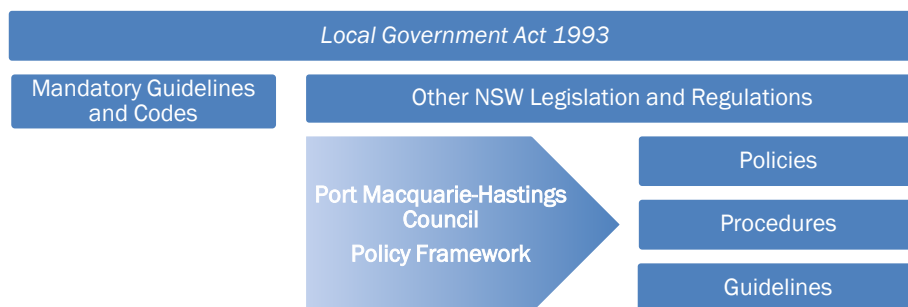 Local Government Act 1993
Mandatory Guidelines
and Codes
Other NSW Legislation and Regulations
Port Macquarie-Hastings
Council
Policy Framework
Policies
Procedures
Guidelines